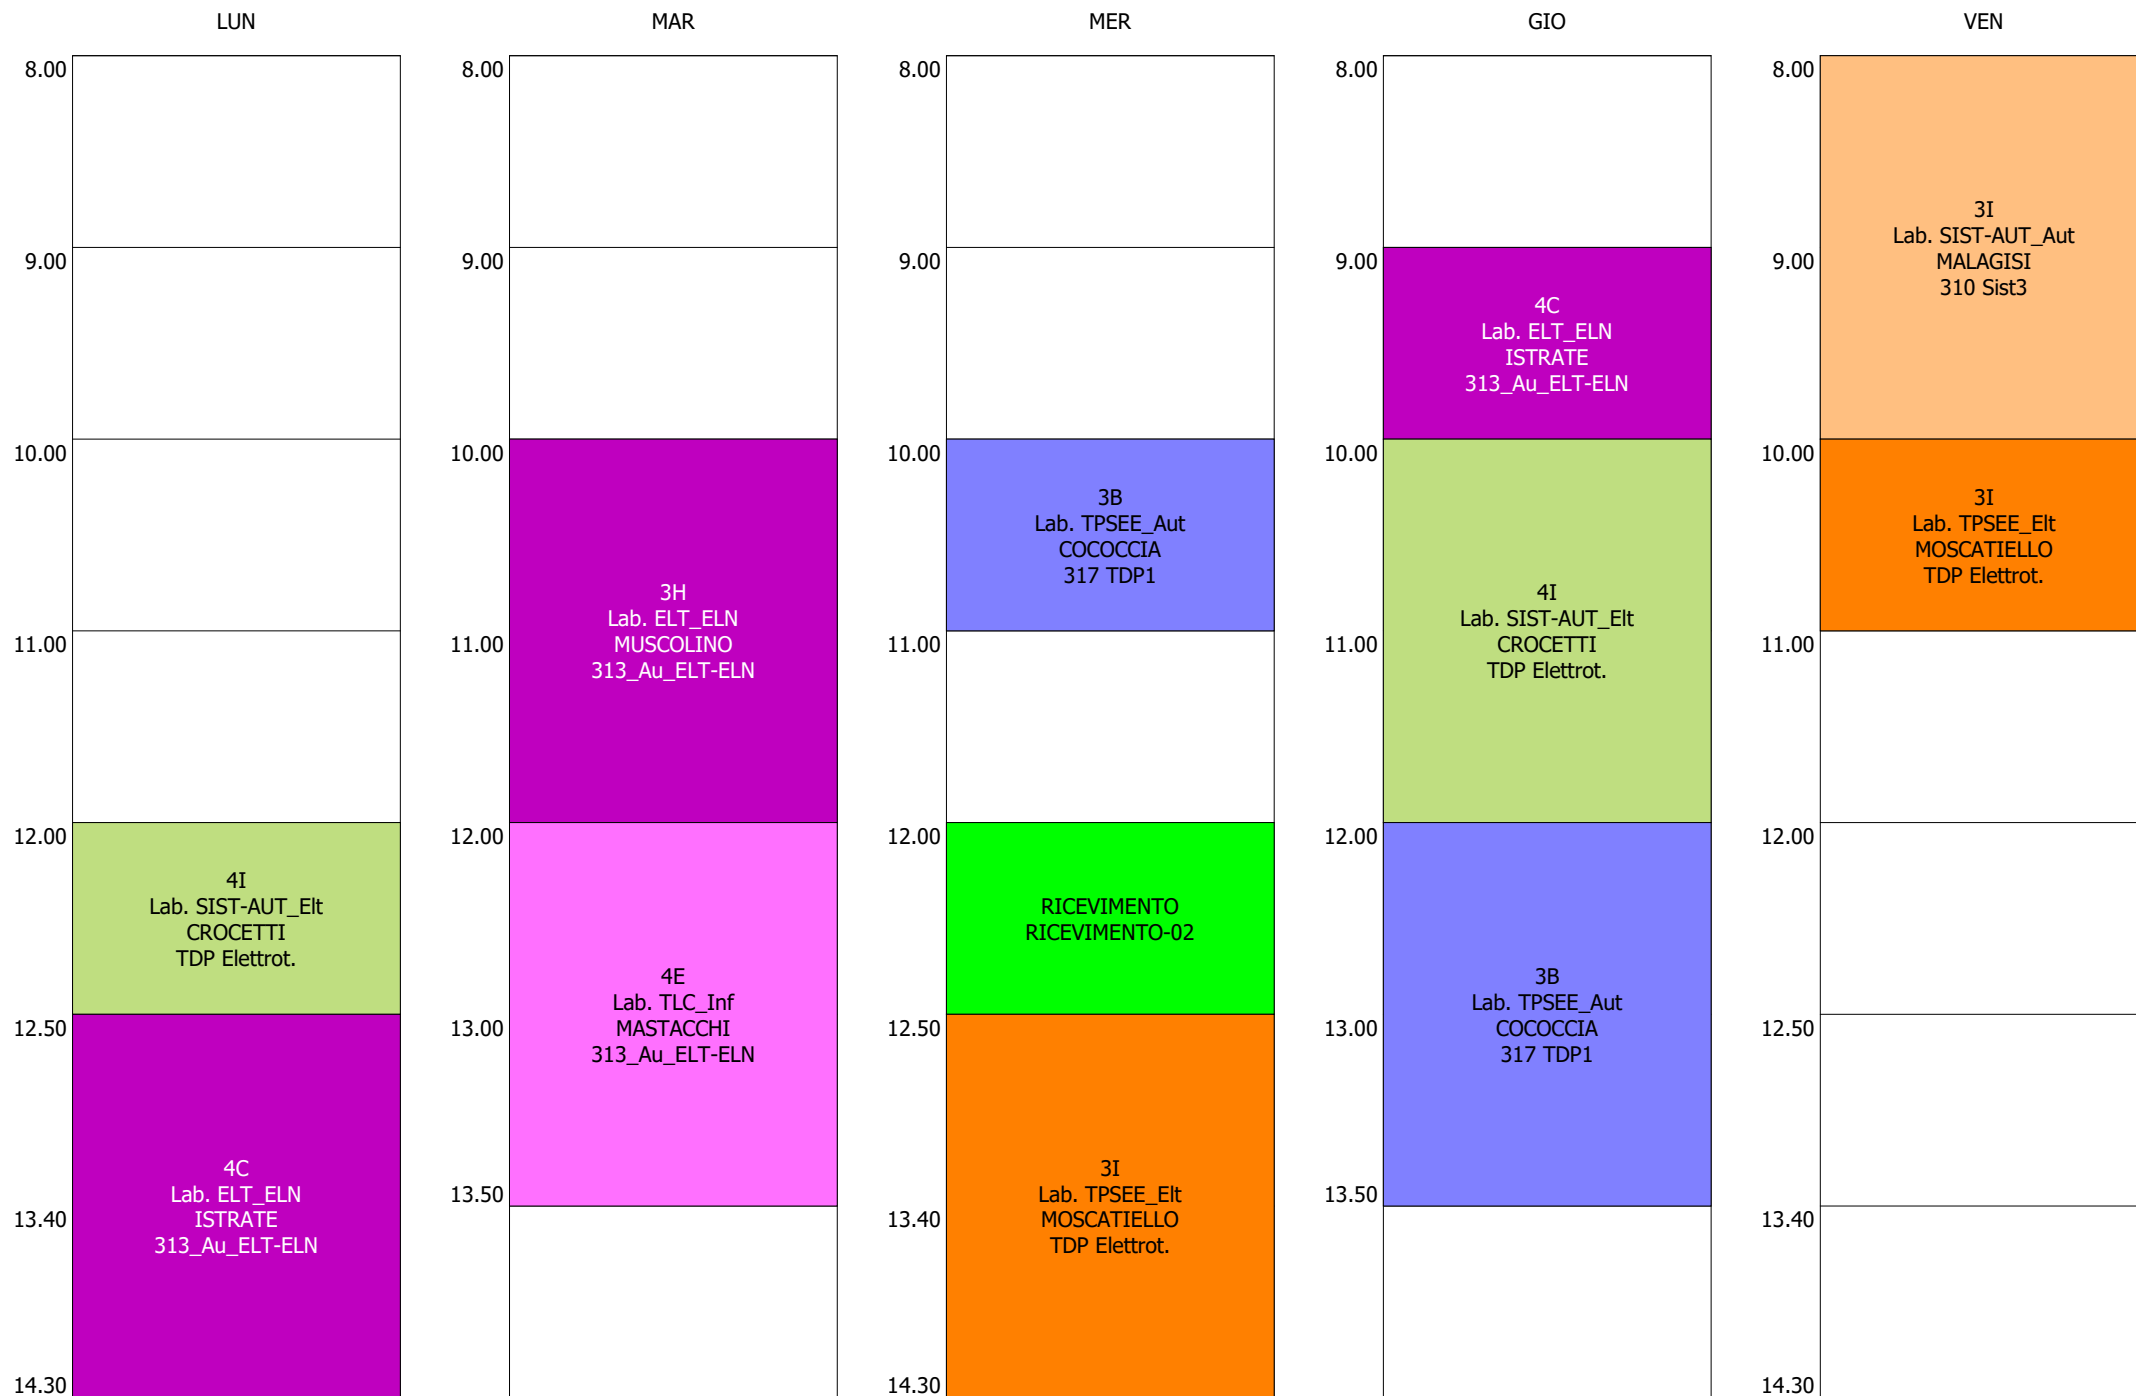 LUN
8.00
9.00
10.00
11.00
12.00
4I
Lab. SIST-AUT_Elt
CROCETTI
TDP Elettrot.
12.50
4C
Lab. ELT_ELN
ISTRATE
313_Au_ELT-ELN
13.40
14.30
MAR
8.00
9.00
10.00
3H
Lab. ELT_ELN
MUSCOLINO
313_Au_ELT-ELN
11.00
12.00
4E
Lab. TLC_Inf
MASTACCHI
313_Au_ELT-ELN
13.00
13.50
MER
8.00
9.00
10.00
3B
Lab. TPSEE_Aut
COCOCCIA
317 TDP1
11.00
12.00
RICEVIMENTO
RICEVIMENTO-02
12.50
3I
Lab. TPSEE_Elt
MOSCATIELLO
TDP Elettrot.
13.40
14.30
GIO
8.00
9.00
4C
Lab. ELT_ELN
ISTRATE
313_Au_ELT-ELN
10.00
4I
Lab. SIST-AUT_Elt
CROCETTI
TDP Elettrot.
11.00
12.00
3B
Lab. TPSEE_Aut
COCOCCIA
317 TDP1
13.00
13.50
VEN
8.00
3I
Lab. SIST-AUT_Aut
MALAGISI
310 Sist3
9.00
10.00
3I
Lab. TPSEE_Elt
MOSCATIELLO
TDP Elettrot.
11.00
12.00
12.50
13.40
14.30